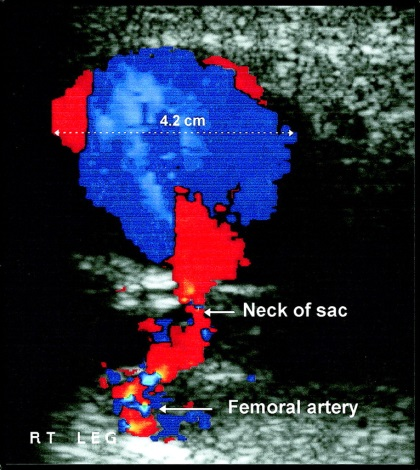 4.2 cm
Neck of sac
Femoral artery
RT LEG